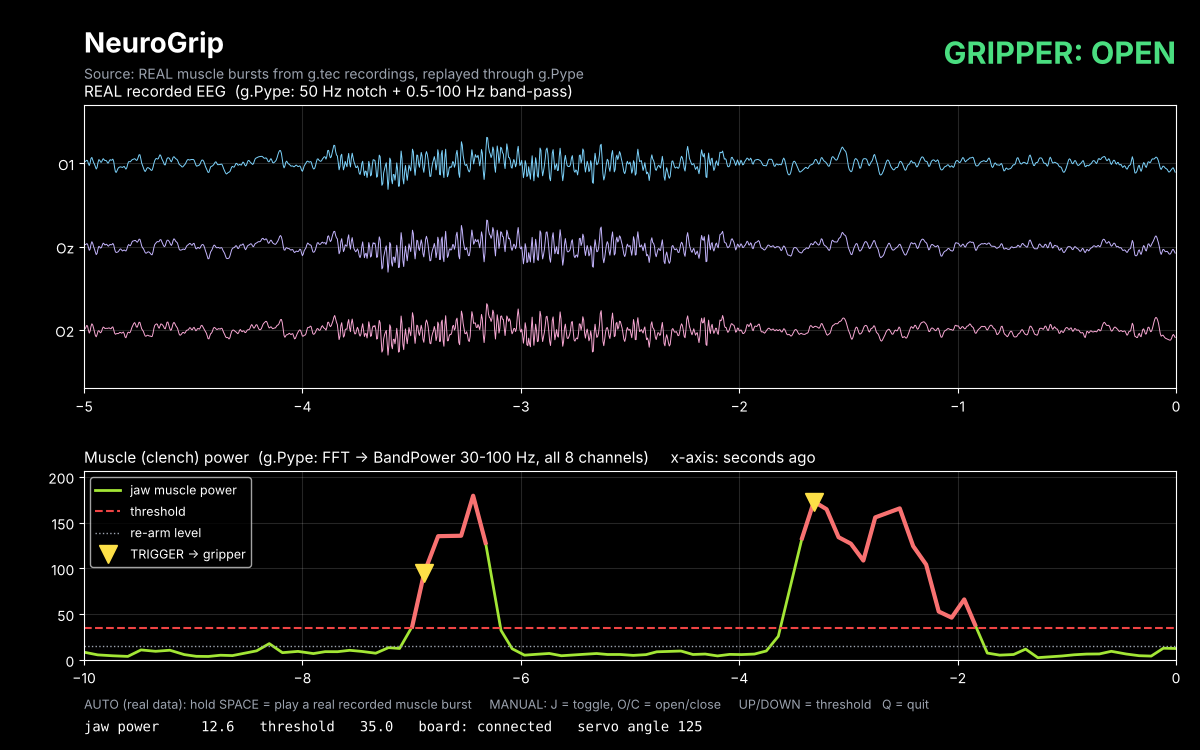 NeuroGrip
GRIPPER: OPEN
Source: REAL muscle bursts from g.tec recordings, replayed through g.Pype
REAL recorded EEG (g.Pype: 50 Hz notch + 0.5-100 Hz band-pass)
O1
Oz
O2
−5 −4 −3 −2 −1 0
Muscle (clench) power (g.Pype: FFT → BandPower 30-100 Hz, all 8 channels) x-axis: seconds ago
200
150
100
50
0
jaw muscle power
threshold
re-arm level
TRIGGER → gripper
−10 −8 −6 −4 −2 0
AUTO (real data): hold SPACE = play a real recorded muscle burst MANUAL: J = toggle, O/C = open/close UP/DOWN = threshold Q = quit
jaw power 12.6 threshold 35.0 board: connected servo angle 125